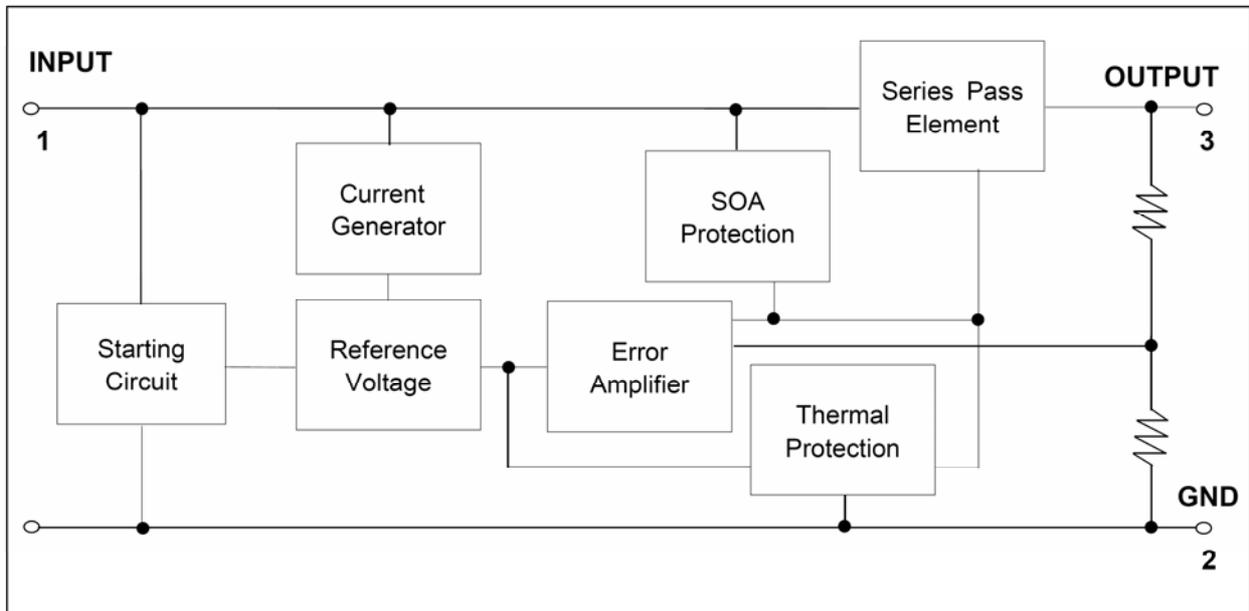 INPUT
1
Series Pass
Element
OUTPUT
3
Current
Generator
SOA
Protection
Starting
Circuit
Reference
Voltage
Error
Amplifier
Thermal
Protection
GND
2